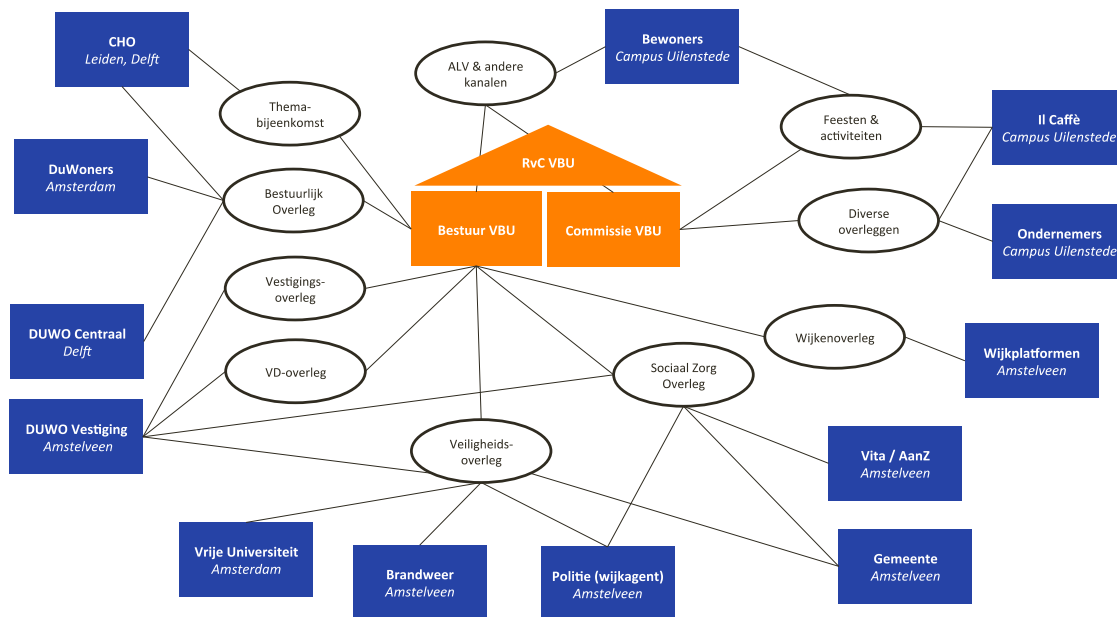 CHO
Leiden, Delft
ALV & andere
kanalen
Bewoners
Campus Uilenstede
Thema-
bijeenkomst
Feesten &
activiteiten
Il Caffè
Campus Uilenstede
RvC VBU
DuWoners
Amsterdam
Bestuurlijk
Overleg
Bestuur VBU
Commissie VBU
Diverse
overleggen
Ondernemers
Campus Uilenstede
Vestigings-
overleg
DUWO Centraal
Delft
Wijkenoverleg
Wijkplatformen
Amstelveen
VD-overleg
Sociaal Zorg
Overleg
DUWO Vestiging
Amstelveen
Veiligheids-
overleg
Vita / AanZ
Amstelveen
Vrije Universiteit
Amsterdam
Brandweer
Amstelveen
Politie (wijkagent)
Amstelveen
Gemeente
Amstelveen